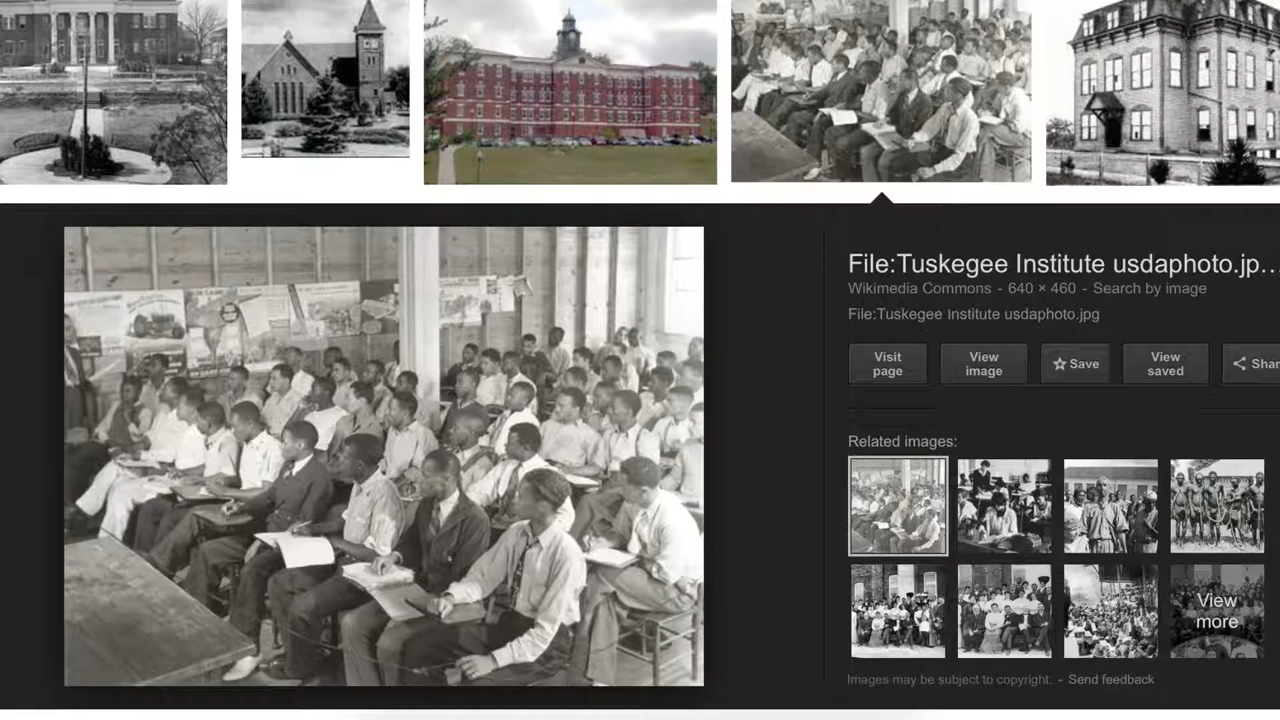 File:Tuskegee Institute usdaphoto.jp...
Wikimedia Commons - 640 × 460 - Search by image
File:Tuskegee Institute usdaphoto.jpg
Visit page
View image
Save
View saved
Shar
Related images:
View more
Images may be subject to copyright. - Send feedback